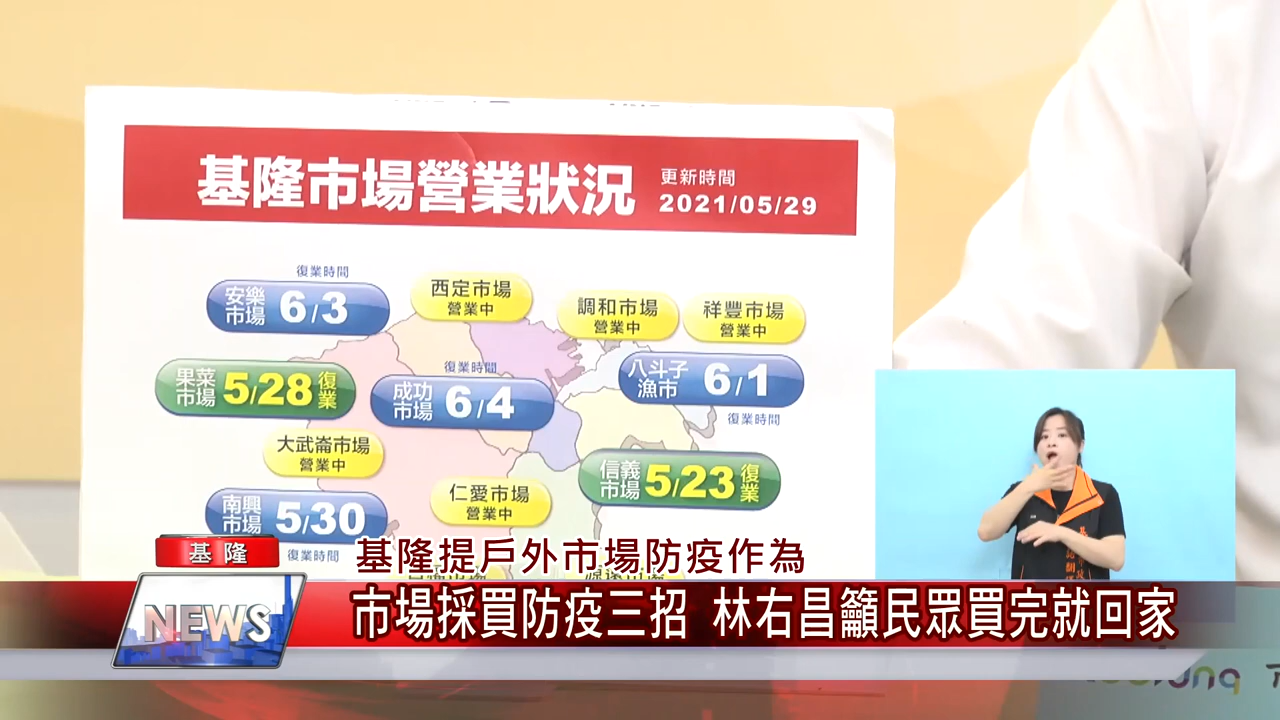 基隆市場營業狀況
更新時間
2021/05/29
復業時間
安樂市場 6/3
西定市場
營業中
調和市場
營業中
祥豐市場
營業中
果菜市場 5/28 復業
復業時間
成功市場 6/4
八斗子漁市 6/1
復業時間
大武崙市場
營業中
信義市場 5/23 復業
南興市場 5/30
復業時間
仁愛市場
營業中
基隆
基隆提戶外市場防疫作為
NEWS
市場採買防疫三招 林右昌籲民眾買完就回家